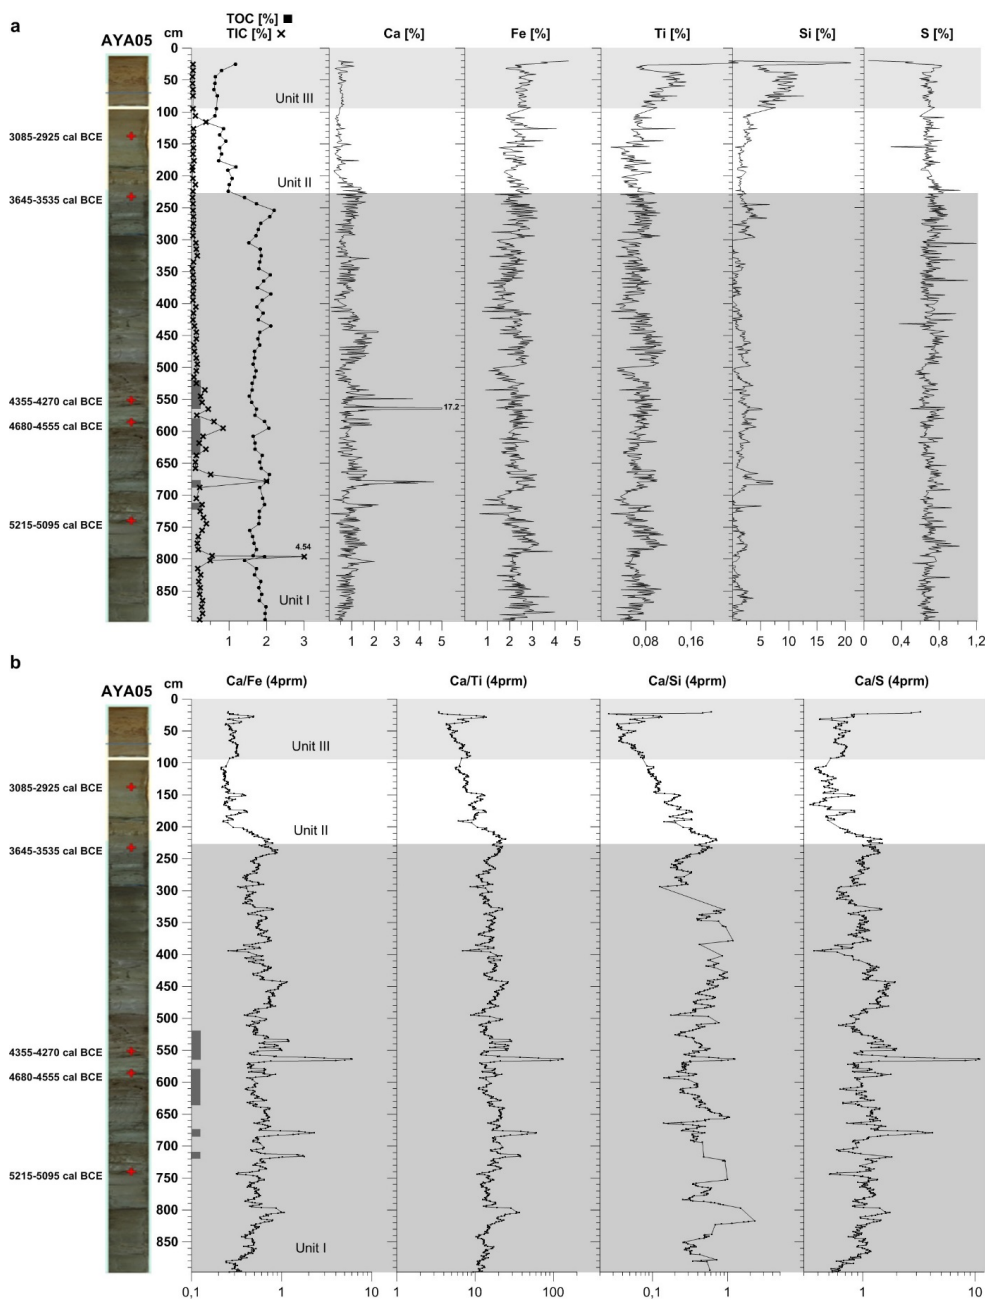 a
TOC [%] ■
TIC [%] ×
AYA05
cm
Ca [%]
Fe [%]
Ti [%]
Si [%]
S [%]
0
50
100
150
200
250
300
350
400
450
500
550
600
650
700
750
800
850
3085-2925 cal BCE
3645-3535 cal BCE
4355-4270 cal BCE
4680-4555 cal BCE
5215-5095 cal BCE
Unit III
Unit II
Unit I
17.2
4.54
1 2 3
1 2 3 4 5
1 2 3 4 5
0,08 0,16
5 10 15 20
0 0,4 0,8 1,2
b
AYA05
cm
Ca/Fe (4prm)
Ca/Ti (4prm)
Ca/Si (4prm)
Ca/S (4prm)
0
50
100
150
200
250
300
350
400
450
500
550
600
650
700
750
800
850
3085-2925 cal BCE
3645-3535 cal BCE
4355-4270 cal BCE
4680-4555 cal BCE
5215-5095 cal BCE
Unit III
Unit II
Unit I
0,1 1 10
1 10 100
0,1 1
1 10